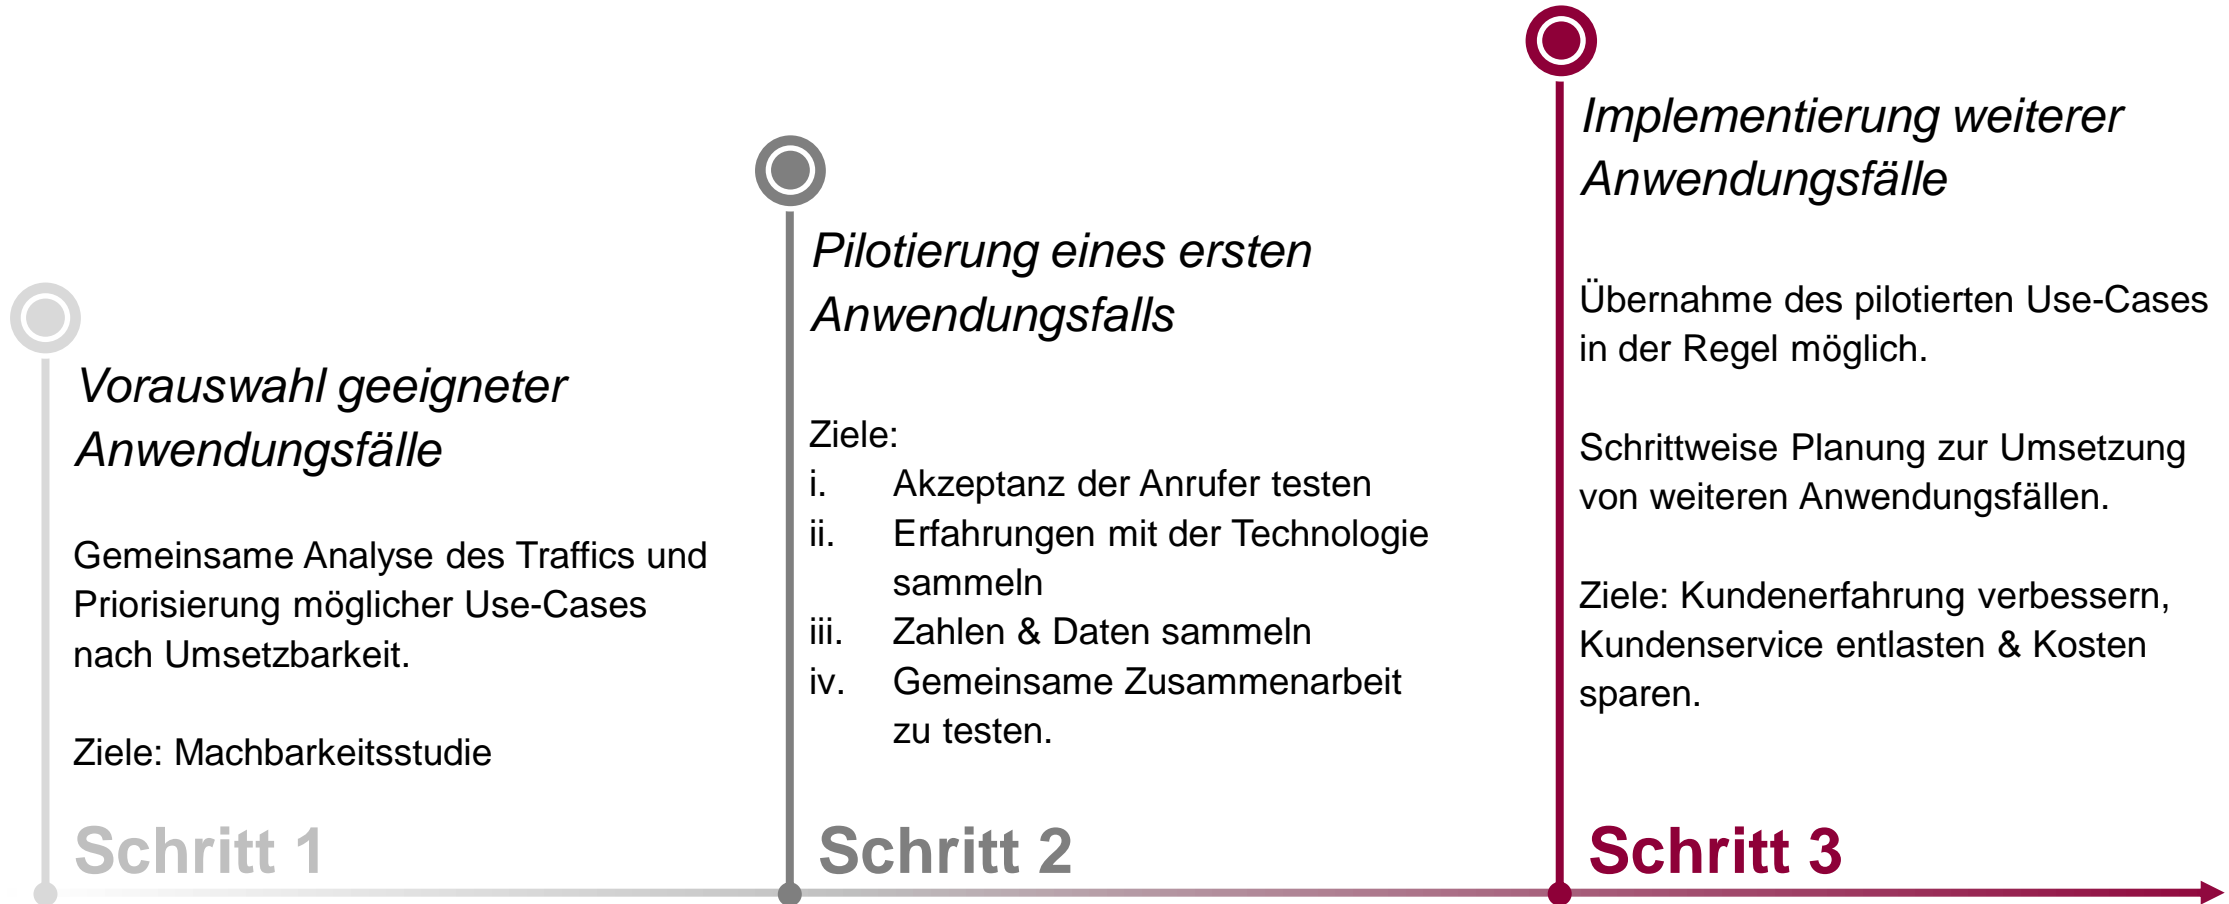 Vorauswahl geeigneter
Anwendungsfälle
Gemeinsame Analyse des Traffics und
Priorisierung möglicher Use-Cases
nach Umsetzbarkeit.
Ziele: Machbarkeitsstudie
Schritt 1
Pilotierung eines ersten
Anwendungsfalls
Ziele:
i. Akzeptanz der Anrufer testen
ii. Erfahrungen mit der Technologie
sammeln
iii. Zahlen & Daten sammeln
iv. Gemeinsame Zusammenarbeit
zu testen.
Schritt 2
Implementierung weiterer
Anwendungsfälle
Übernahme des pilotierten Use-Cases
in der Regel möglich.
Schrittweise Planung zur Umsetzung
von weiteren Anwendungsfällen.
Ziele: Kundenerfahrung verbessern,
Kundenservice entlasten & Kosten
sparen.
Schritt 3